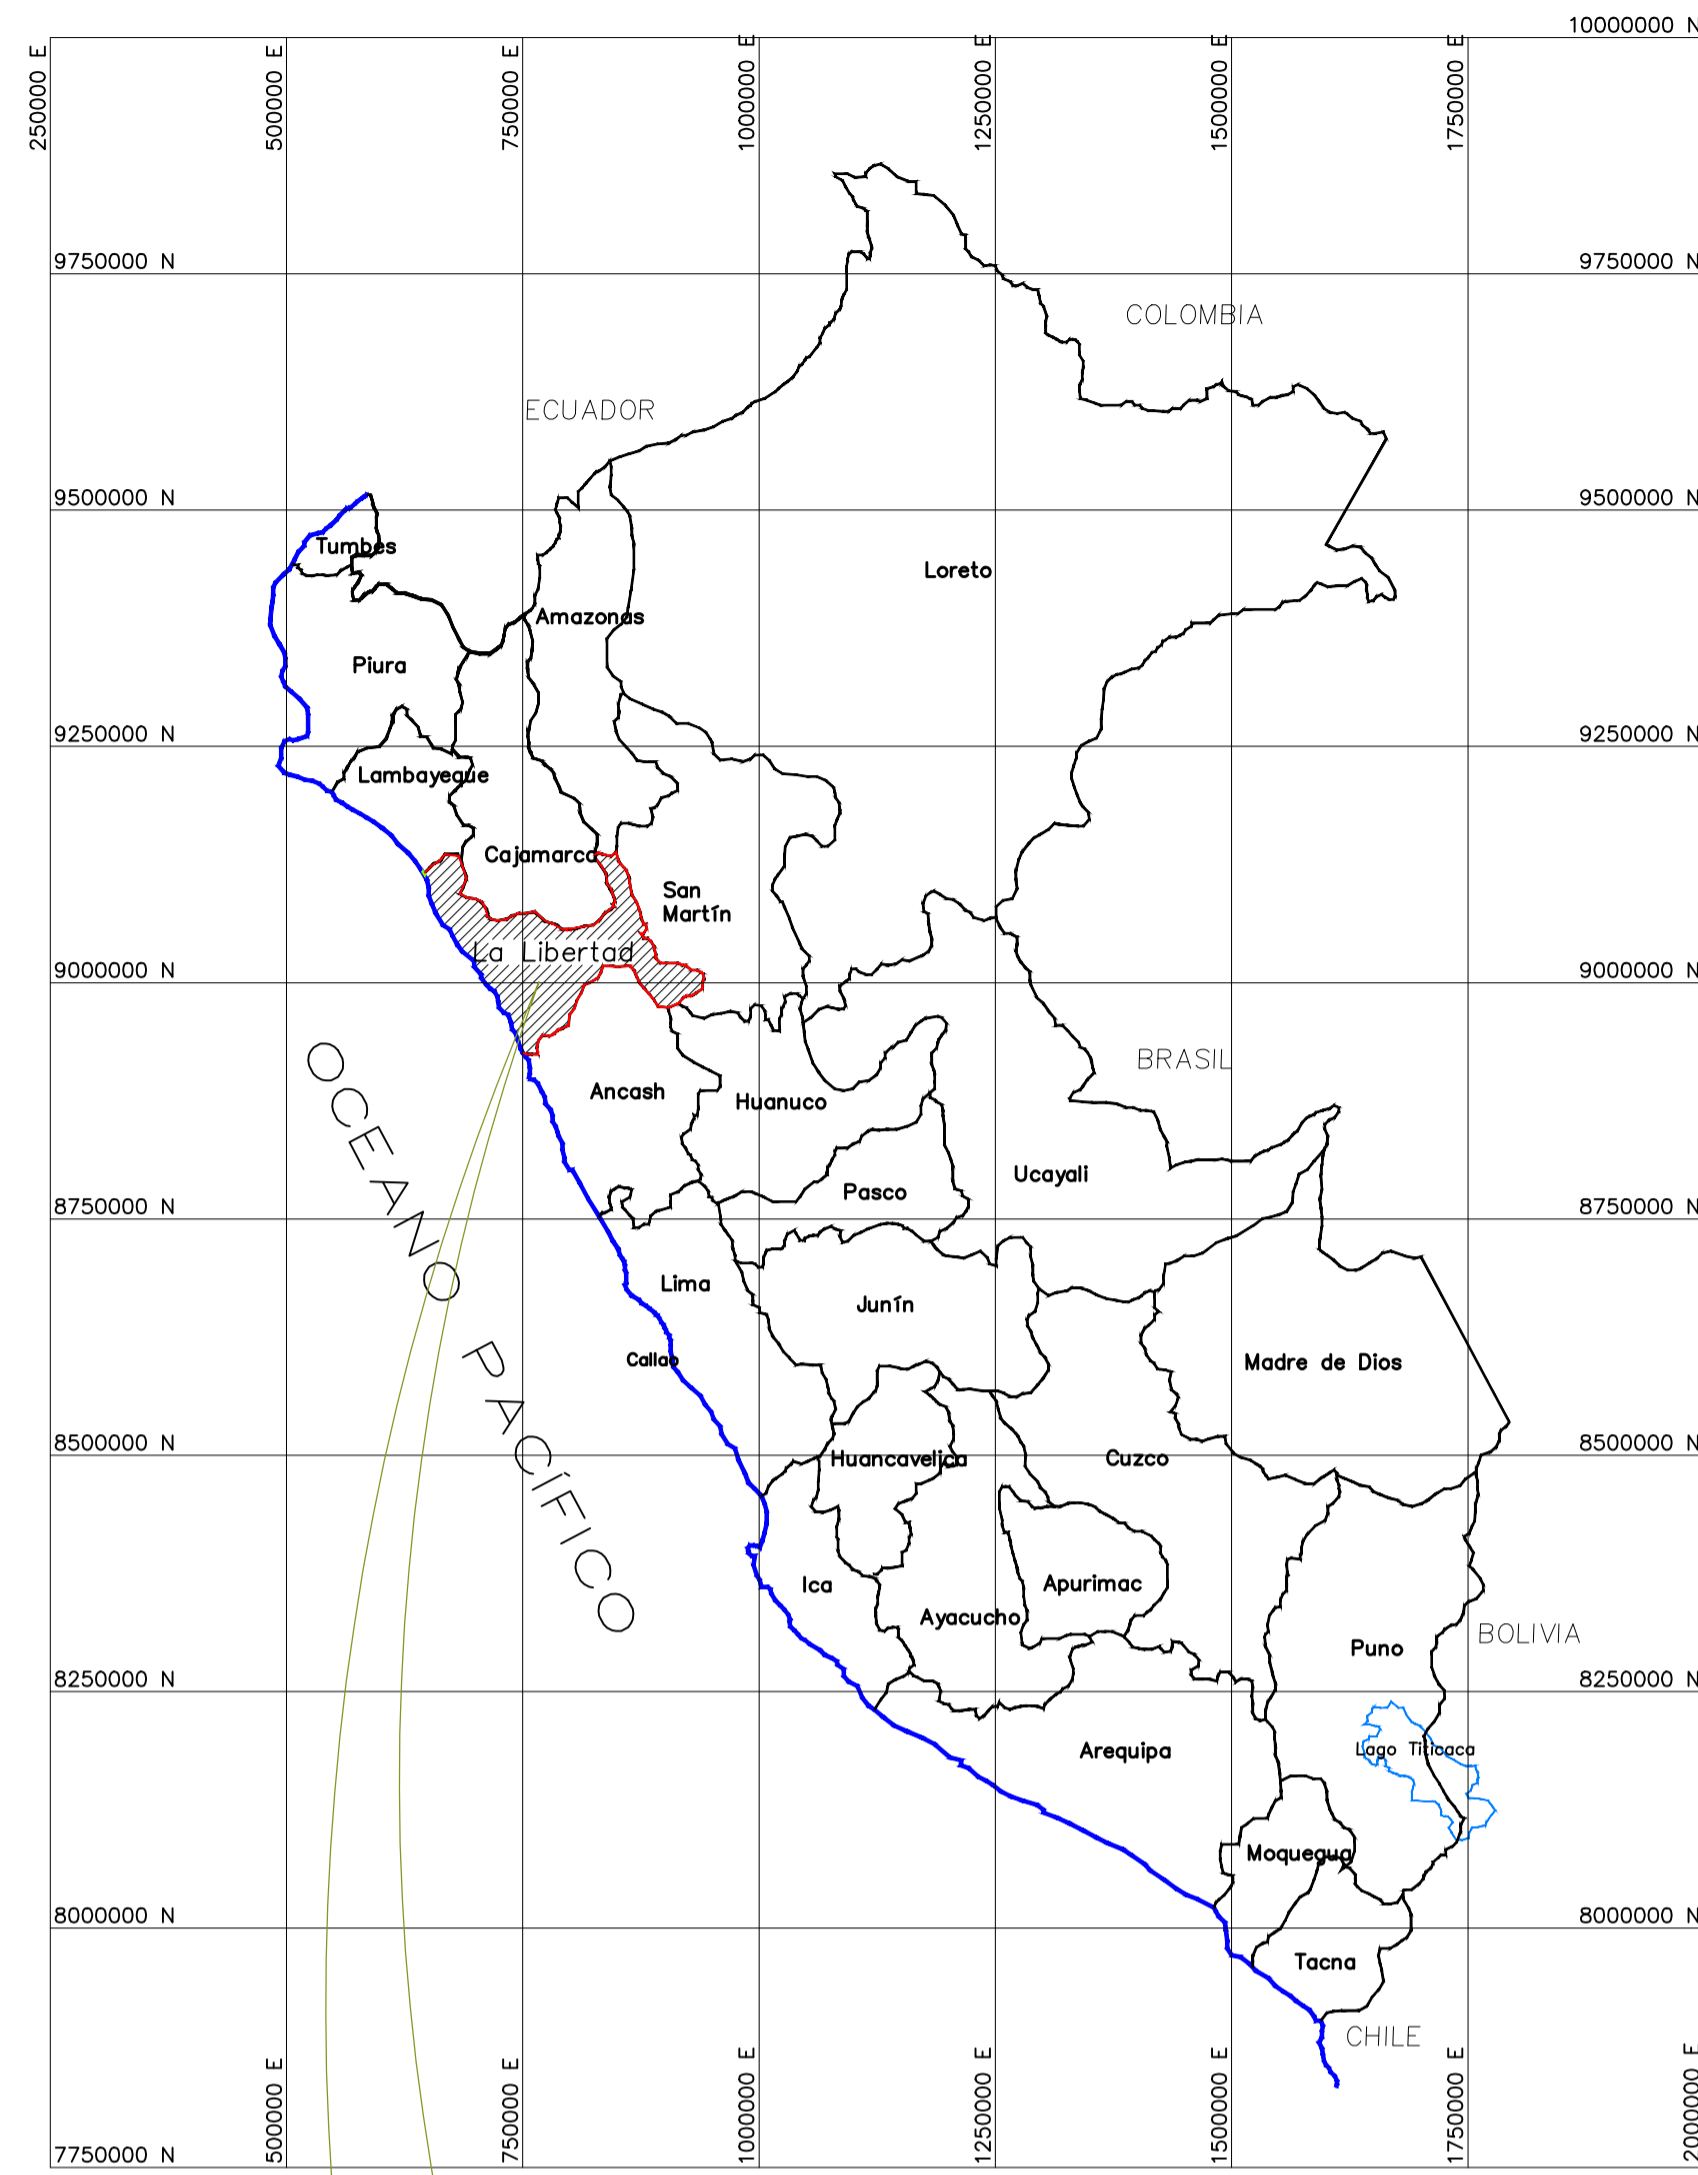 10000000 N
250000 E
500000 E
750000 E
1000000 E
1250000 E
1500000 E
1750000 E
9750000 N
9750000 N
COLOMBIA
ECUADOR
9500000 N
9500000 N
Tumbes
Loreto
Amazonas
Piura
9250000 N
9250000 N
Lambayeque
Cajamarca
San
Martín
La Libertad
9000000 N
9000000 N
BRASIL
OCEANO PACÍFICO
Ancash
Huanuco
Ucayali
Pasco
8750000 N
8750000 N
Lima
Junín
Callao
Madre de Dios
8500000 N
8500000 N
Huancavelica
Cuzco
Ica
Apurimac
Ayacucho
BOLIVIA
Puno
8250000 N
8250000 N
Arequipa
Lago Titicaca
Moquegua
8000000 N
8000000 N
Tacna
CHILE
500000 E
750000 E
1000000 E
1250000 E
1500000 E
1750000 E
2000000 E
7750000 N